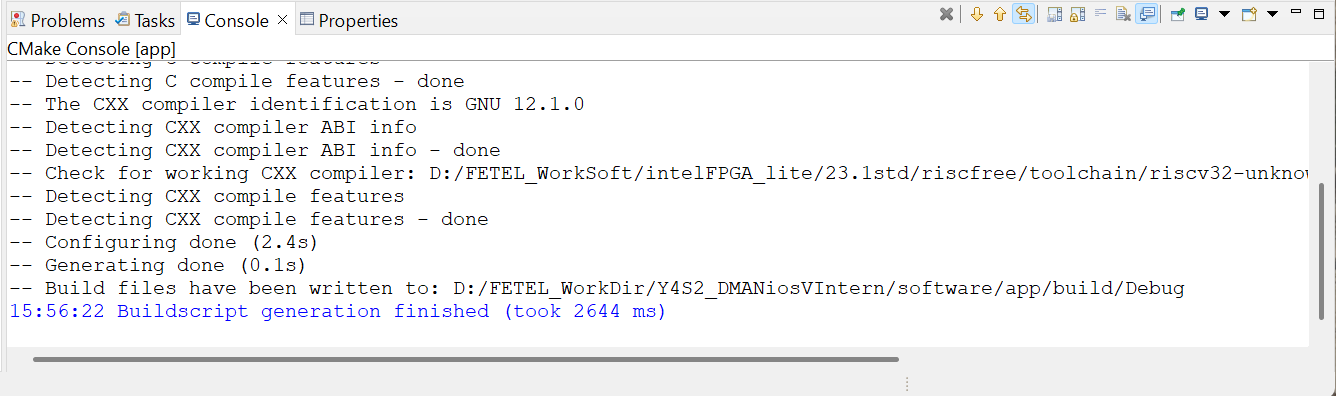 Problems Tasks Console Properties
CMake Console [app]
-- Detecting C compile features
-- Detecting C compile features - done
-- The CXX compiler identification is GNU 12.1.0
-- Detecting CXX compiler ABI info
-- Detecting CXX compiler ABI info - done
-- Check for working CXX compiler: D:/FETEL_WorkSoft/intelFPGA_lite/23.1std/riscfree/toolchain/riscv32-unkno
-- Detecting CXX compile features
-- Detecting CXX compile features - done
-- Configuring done (2.4s)
-- Generating done (0.1s)
-- Build files have been written to: D:/FETEL_WorkDir/Y4S2_DMANiosVIntern/software/app/build/Debug
15:56:22 Buildscript generation finished (took 2644 ms)